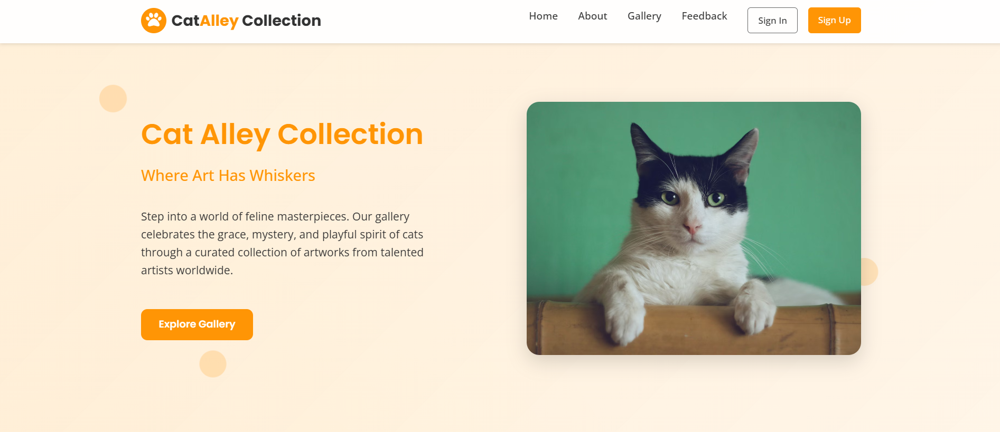 CatAlley Collection
Home About Gallery Feedback Sign In Sign Up
Cat Alley Collection
Where Art Has Whiskers
Step into a world of feline masterpieces. Our gallery
celebrates the grace, mystery, and playful spirit of cats
through a curated collection of artworks from talented
artists worldwide.
Explore Gallery